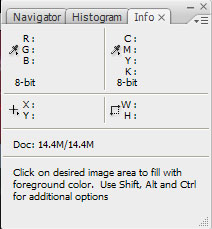 Navigator Histogram Info ×
R: C:
G: M:
B: Y:
K:
8-bit 8-bit
X: W:
Y: H:
Doc: 14.4M/14.4M
Click on desired image area to fill with
foreground color. Use Shift, Alt and Ctrl
for additional options